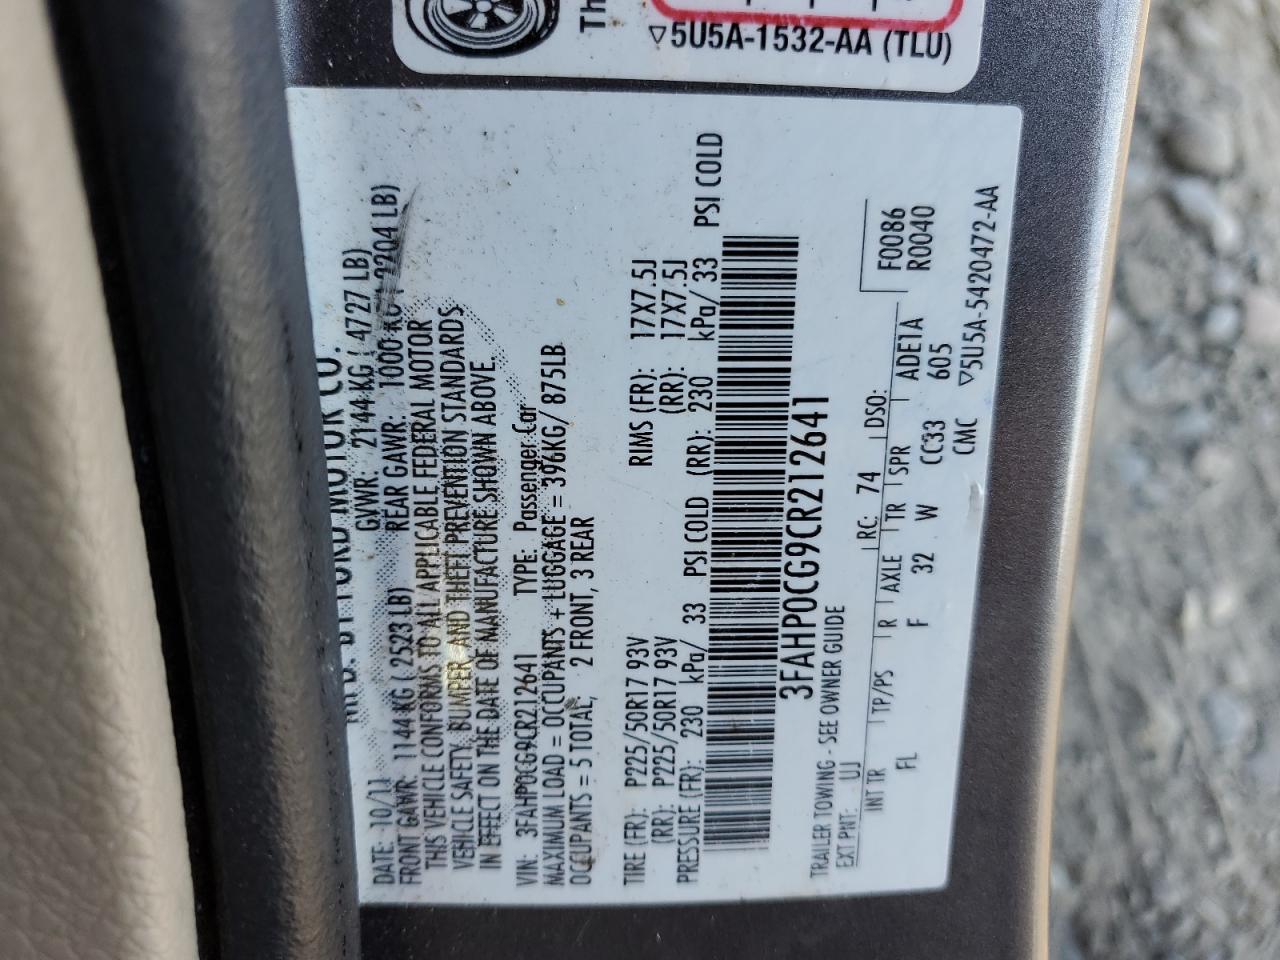 ▽5U5A-1532-AA (TLU)
MFD. BY FORD MOTOR CO.
DATE: 10/11 GVWR: 2144 KG ( 4727 LB)
FRONT GAWR: 1144 KG ( 2523 LB) REAR GAWR: 1000 KG ( 2204 LB)
THIS VEHICLE CONFORMS TO ALL APPLICABLE FEDERAL MOTOR
VEHICLE SAFETY, BUMPER, AND THEFT PREVENTION STANDARDS
IN EFFECT ON THE DATE OF MANUFACTURE SHOWN ABOVE.
VIN: 3FAHP0CG9CR212641 TYPE: Passenger Car
MAXIMUM LOAD = OCCUPANTS + LUGGAGE = 396KG/ 875LB
OCCUPANTS = 5 TOTAL, 2 FRONT, 3 REAR
TIRE (FR): P225/50R17 93V RIMS (FR): 17X7.5J
(RR): P225/50R17 93V (RR): 17X7.5J
PRESSURE (FR): 230 kPa/ 33 PSI COLD (RR): 230 kPa/ 33 PSI COLD
3FAHP0CG9CR212641
TRAILER TOWING - SEE OWNER GUIDE
EXT PNT: UJ RC: 74 DSO: F0086
R0040
INT TR TP/PS R AXLE TR SPR ADE1A
FL F 32 W CC33 605
CMC ▽5U5A-5420472-AA